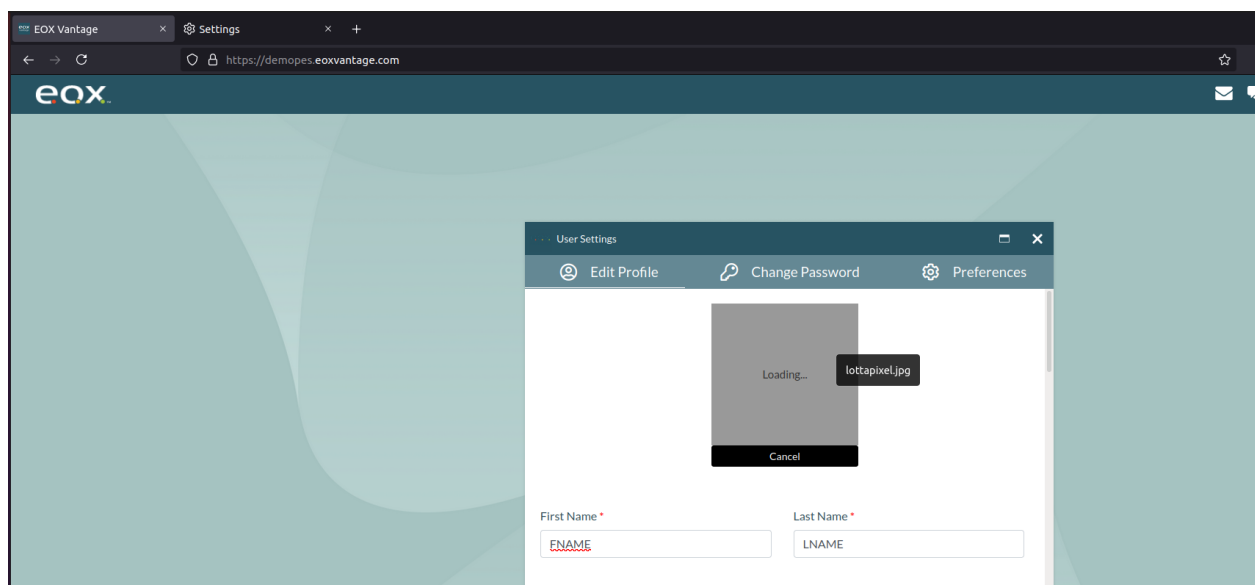 EOX Vantage
Settings
https://demopes.eoxvantage.com
eox
User Settings
Edit Profile
Change Password
Preferences
Loading...
lottapixel.jpg
Cancel
First Name *
Last Name *
FNAME
LNAME